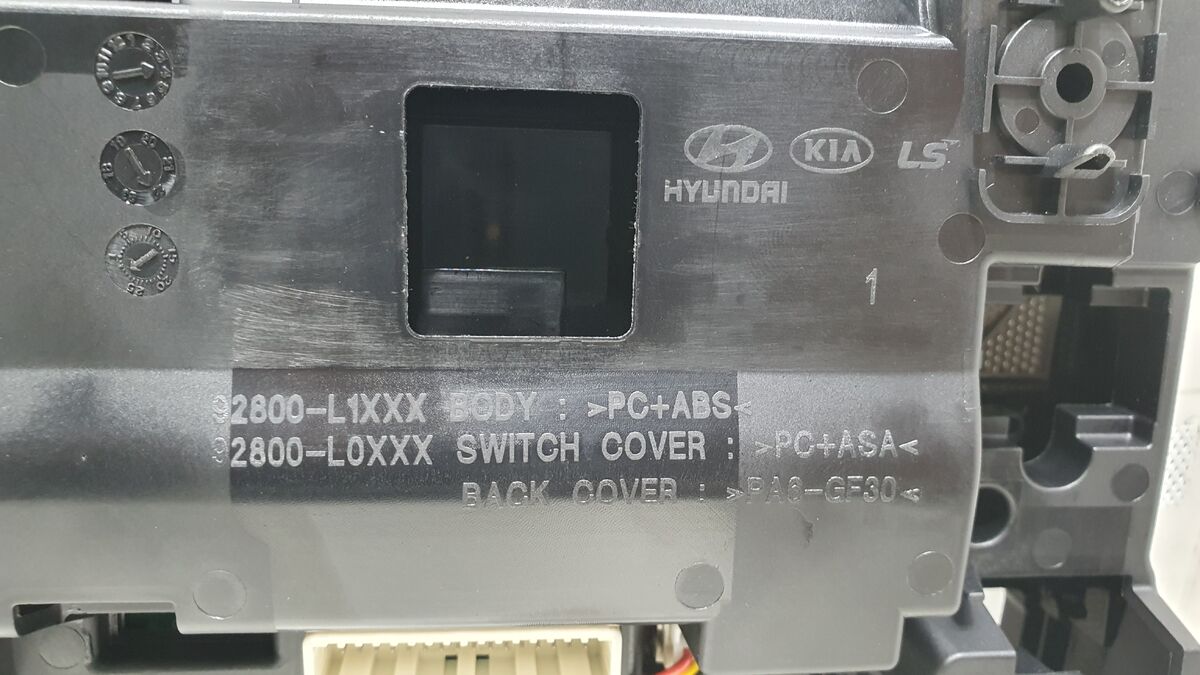 HYUNDAI
KIA
LS
1
92800-L1XXX BODY : >PC+ABS<
92800-L0XXX SWITCH COVER : >PC+ASA<
BACK COVER : >PA6-GF30<